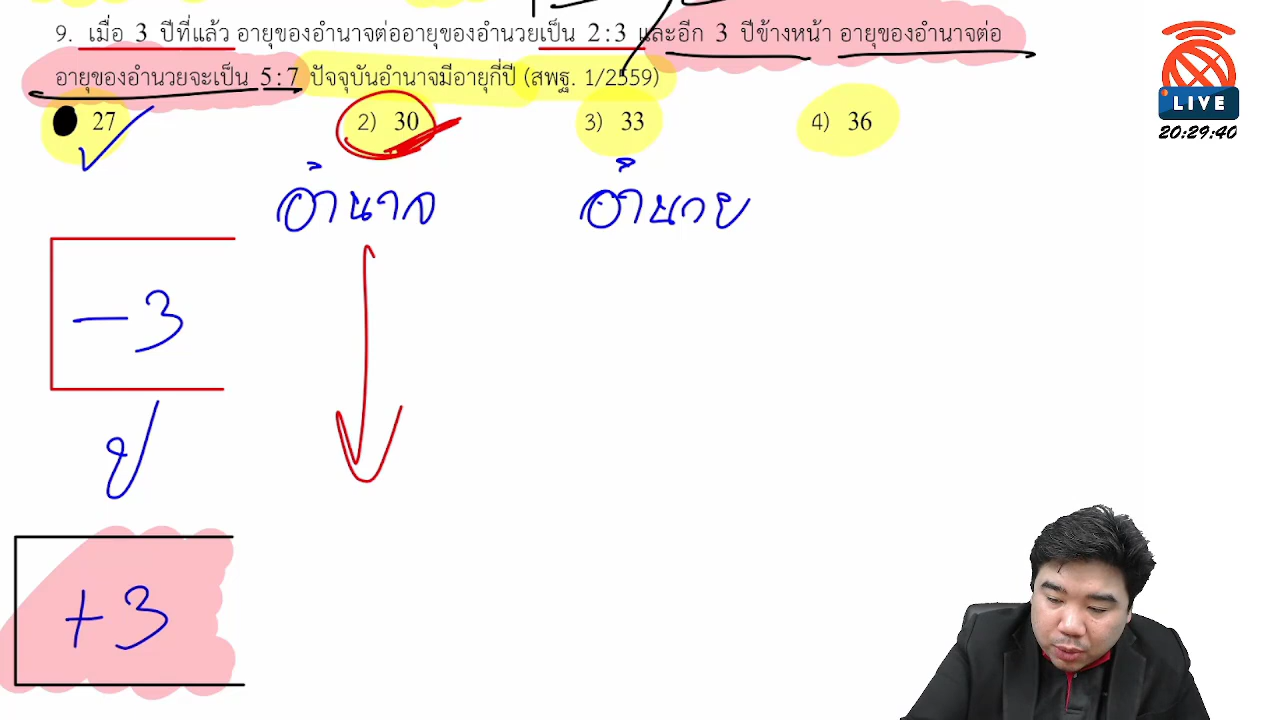 9. เมื่อ 3 ปีที่แล้ว อายุของอำนาจต่ออายุของอำนวยเป็น 2:3 และอีก 3 ปีข้างหน้า อายุของอำนาจต่อ
อายุของอำนวยจะเป็น 5:7 ปัจจุบันอำนาจมีอายุกี่ปี (สพฐ. 1/2559)
27 2) 30 3) 33 4) 36
อำนาจ อำนวย
-3
ป
+3
LIVE
20:29:40